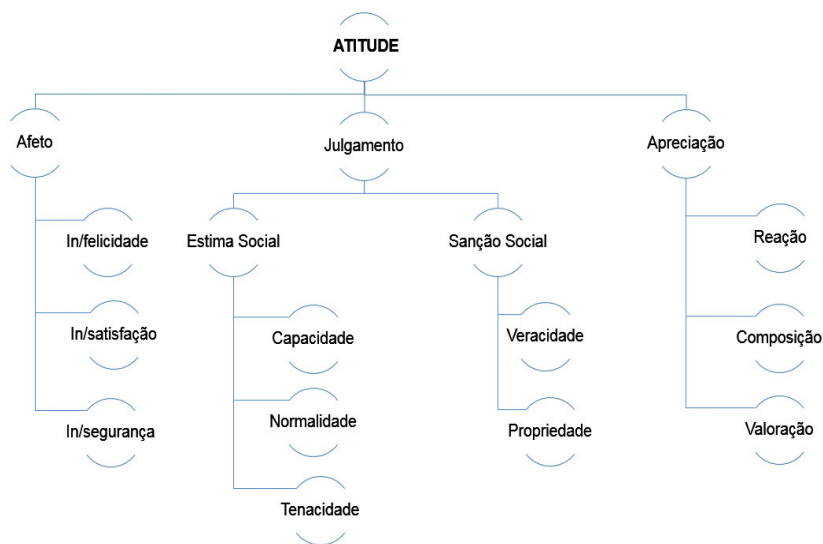 ATITUDE
Afeto
Julgamento
Apreciação
In/felicidade
In/satisfação
In/segurança
Estima Social
Sanção Social
Capacidade
Normalidade
Tenacidade
Veracidade
Propriedade
Reação
Composição
Valoração